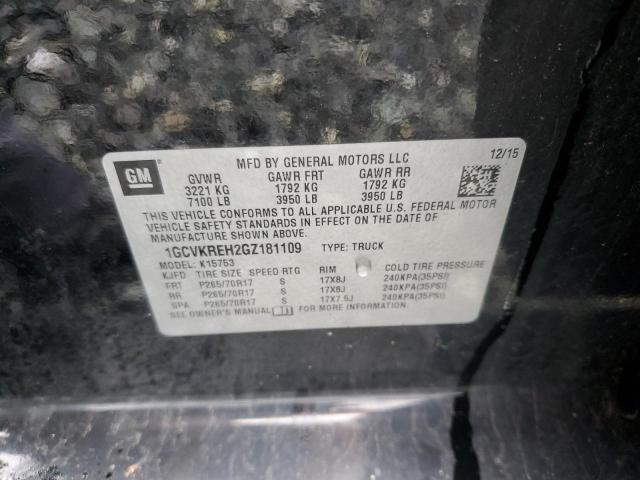 MFD BY GENERAL MOTORS LLC 12/15
GM
GVWR GAWR FRT GAWR RR
3221 KG 1792 KG 1792 KG
7100 LB 3950 LB 3950 LB
THIS VEHICLE CONFORMS TO ALL APPLICABLE U.S. FEDERAL MOTOR
VEHICLE SAFETY STANDARDS IN EFFECT ON THE DATE OF
MANUFACTURE SHOWN ABOVE.
1GCVKREH2GZ181109 TYPE: TRUCK
MODEL: K15753
KJFD TIRE SIZE SPEED RTG RIM COLD TIRE PRESSURE
FRT P265/70R17 S 17X8J 240KPA(35PSI)
RR P265/70R17 S 17X8J 240KPA(35PSI)
SPA P265/70R17 S 17X7.5J 240KPA(35PSI)
SEE OWNER'S MANUAL FOR MORE INFORMATION.